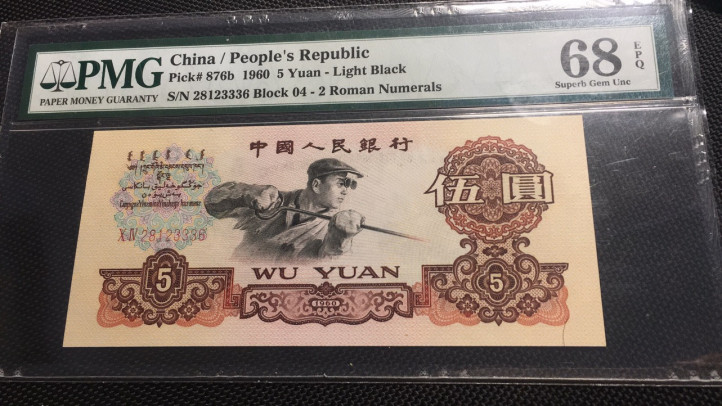 PMG
PAPER MONEY GUARANTY
China / People's Republic
Pick# 876b 1960 5 Yuan - Light Black
S/N 28123336 Block 04 - 2 Roman Numerals
68 EPQ
Superb Gem Unc
中国人民銀行
伍圓
X IV 28123336
WU YUAN
5
1960
5